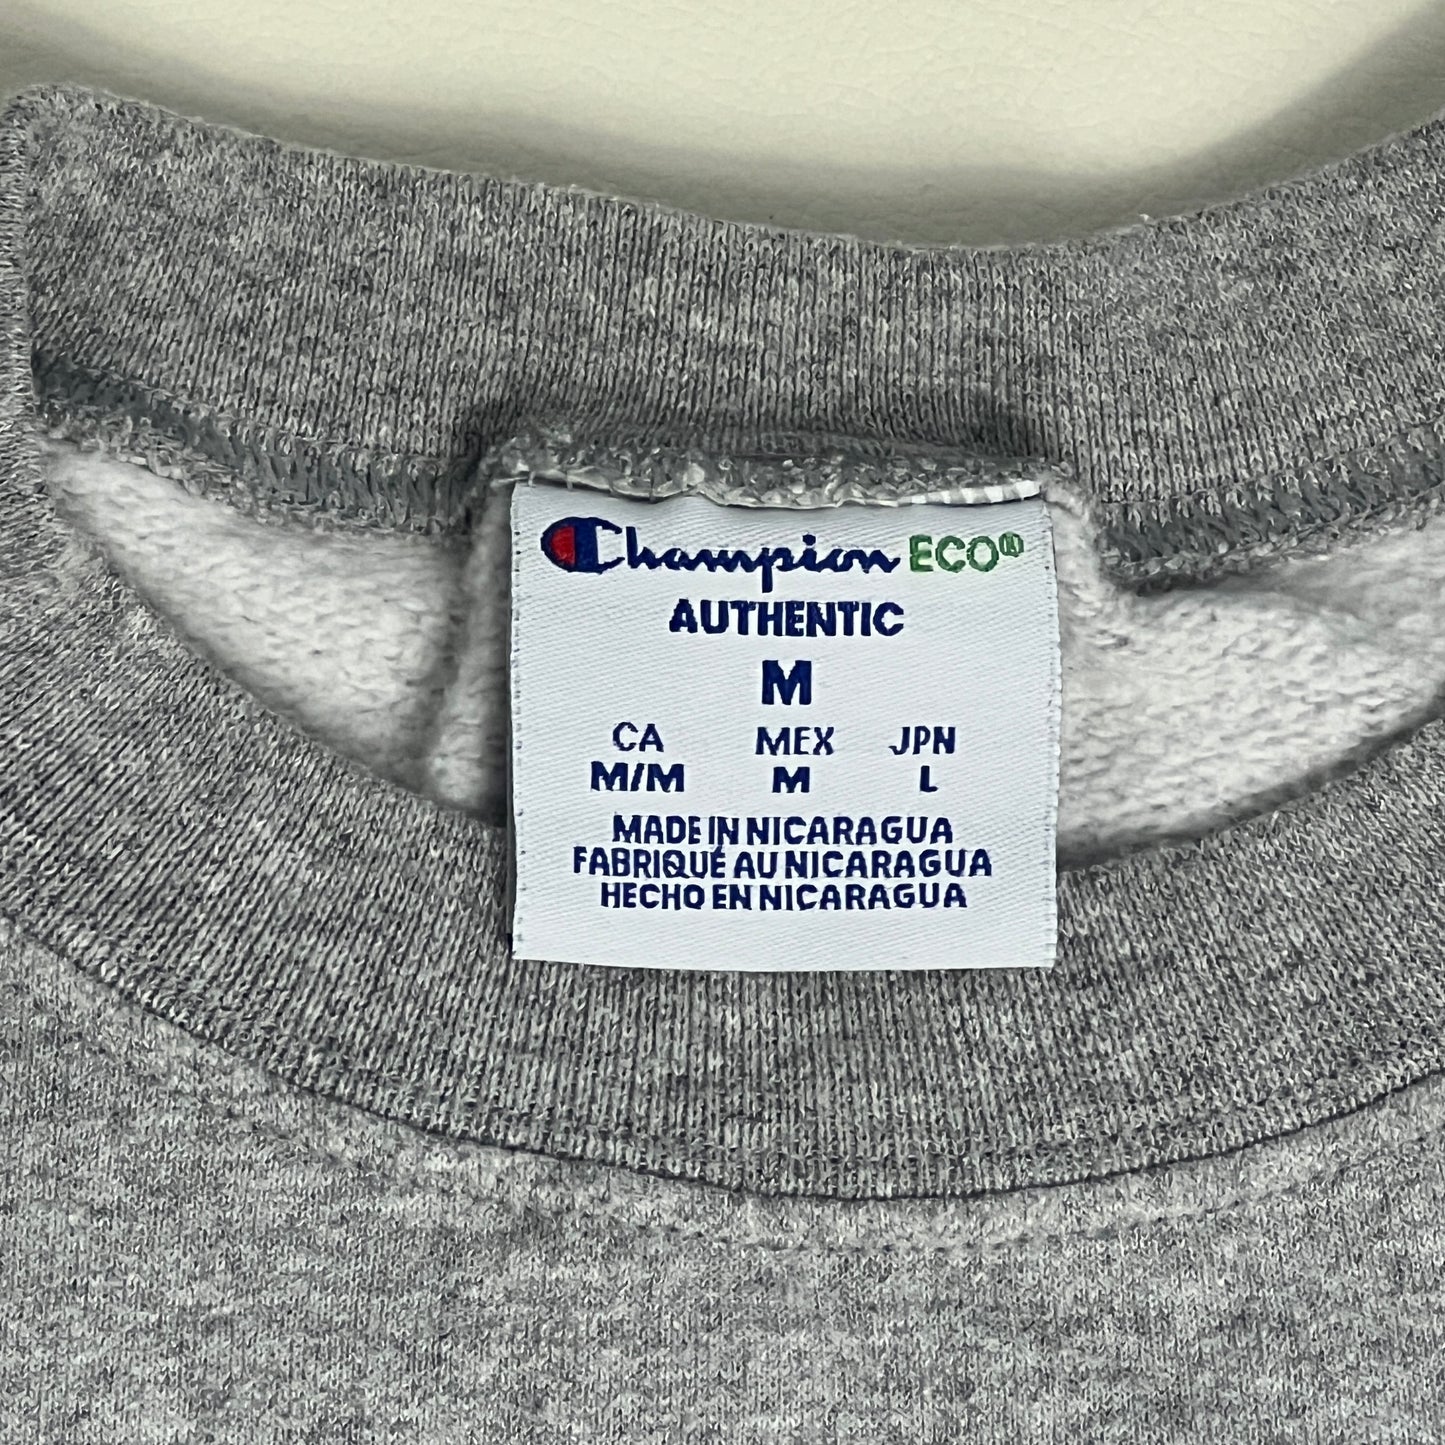 Champion ECO®
AUTHENTIC
M
CA MEX JPN
M/M M L
MADE IN NICARAGUA
FABRIQUÉ AU NICARAGUA
HECHO EN NICARAGUA